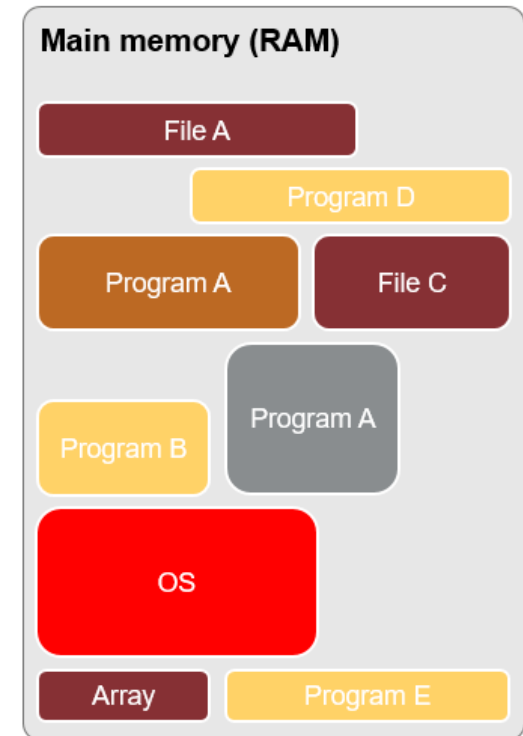 Main memory (RAM)
File A
Program D
Program A
File C
Program A
Program B
OS
Array
Program E